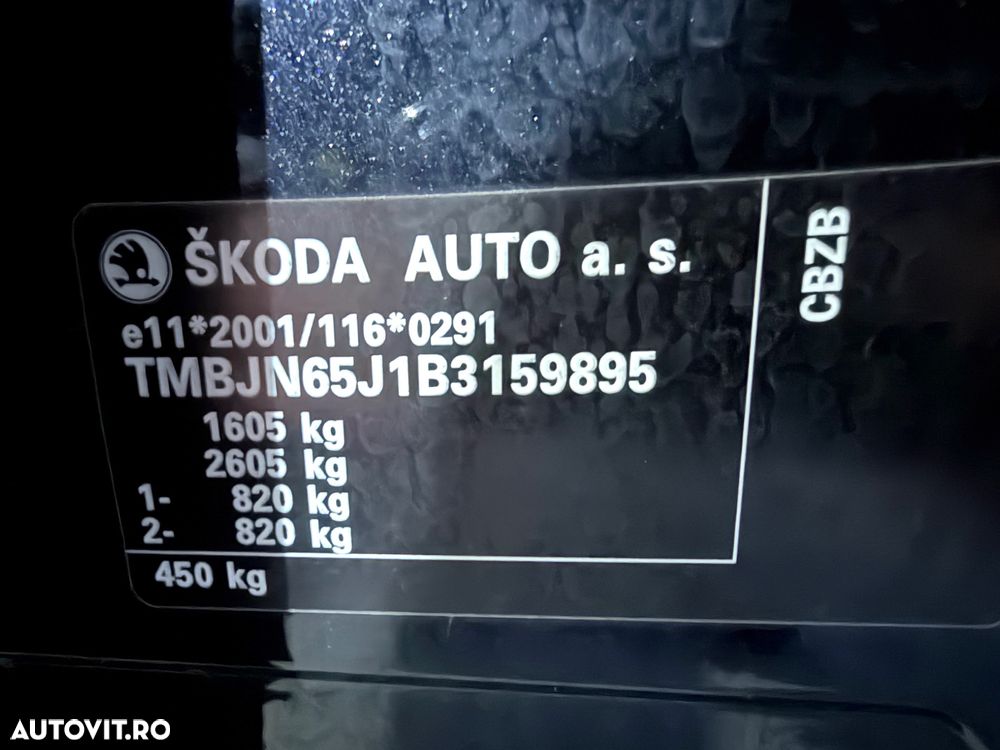 ŠKODA AUTO a. s.
e11*2001/116*0291
TMBJN65J1B3159895
1605 kg
2605 kg
1- 820 kg
2- 820 kg
450 kg
CBZB
AUTOVIT.RO